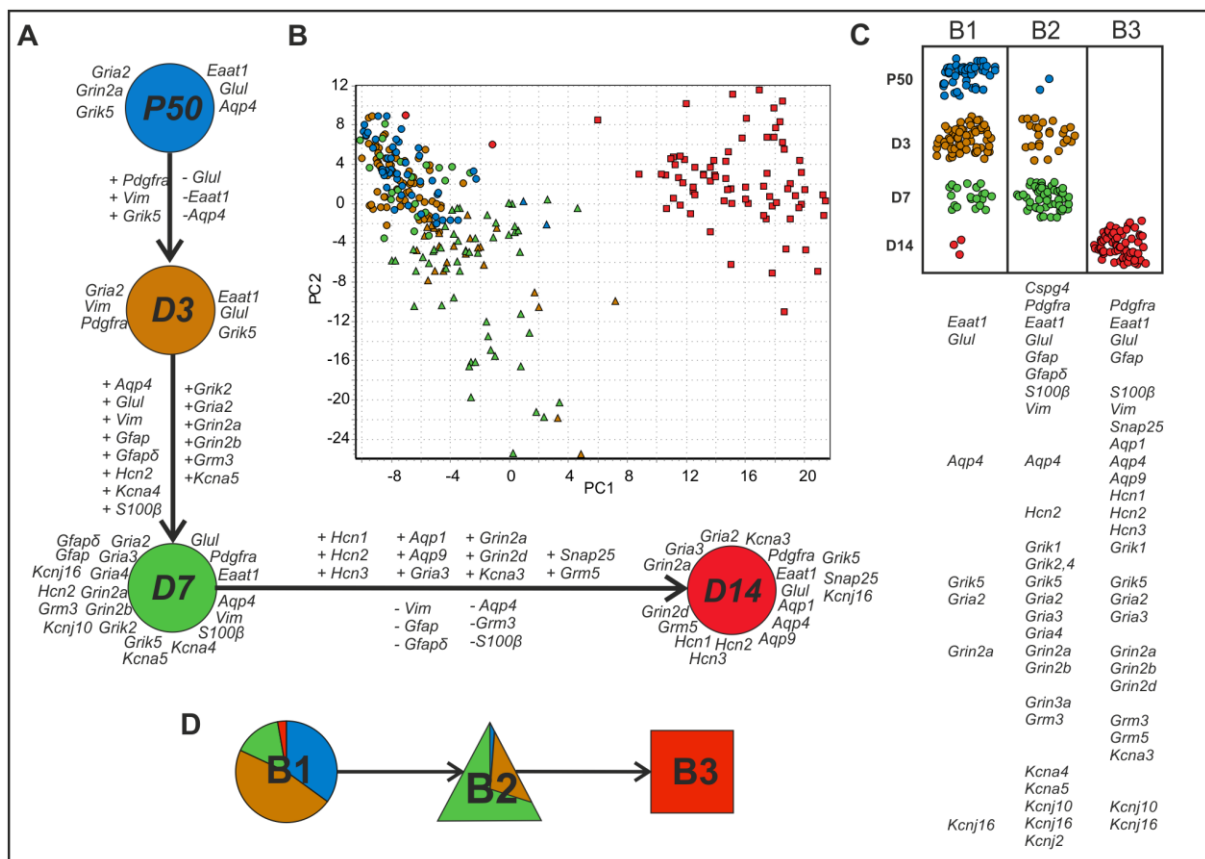 A
Gria2
Grin2a
Grik5
P50
Eaat1
Glul
Aqp4
+ Pdgfra
+ Vim
+ Grik5
- Glul
-Eaat1
-Aqp4
Gria2
Vim
Pdgfra
D3
Eaat1
Glul
Grik5
+ Aqp4
+ Glul
+ Vim
+ Gfap
+ Gfapδ
+ Hcn2
+ Kcna4
+ S100β
+Grik2
+Gria2
+Grin2a
+Grin2b
+Grm3
+Kcna5
Gfapδ
Gfap
Kcnj16
Hcn2
Grm3
Kcnj10
Gria2
Gria3
Gria4
Grin2a
Grin2b
Grik2
Grik5
Kcna5
Kcna4
D7
Glul
Pdgfra
Eaat1
Aqp4
Vim
S100β
+ Hcn1
+ Hcn2
+ Hcn3
+ Aqp1
+ Aqp9
+ Gria3
+ Grin2a
+ Grin2d
+ Kcna3
+ Snap25
+ Grm5
- Vim
- Gfap
- Gfapδ
- Aqp4
-Grm3
-S100β
Gria2
Gria3
Grin2a
Grin2d
Grm5
Hcn1
Hcn3
Hcn2
D14
Kcna3
Pdgfra
Eaat1
Glul
Aqp1
Aqp4
Aqp9
Grik5
Snap25
Kcnj16
B
12
8
4
0
-4
-8
-12
-16
-20
-24
PC2
-8 -4 0 4 8 12 16 20
PC1
C
B1 B2 B3
P50
D3
D7
D14
Cspg4
Pdgfra Pdgfra
Eaat1 Eaat1 Eaat1
Glul Glul Glul
Gfap Gfap
Gfapδ
S100β S100β
Vim Vim
Snap25
Aqp1
Aqp4 Aqp4 Aqp4
Aqp9
Hcn1
Hcn2 Hcn2
Hcn3
Grik1 Grik1
Grik2,4
Grik5 Grik5 Grik5
Gria2 Gria2 Gria2
Gria3 Gria3
Gria4
Grin2a Grin2a Grin2a
Grin2b Grin2b
Grin2d
Grin3a
Grm3 Grm3
Grm5
Kcna3
Kcna4
Kcna5
Kcnj10 Kcnj10
Kcnj16 Kcnj16 Kcnj16
Kcnj2
D
B1
B2
B3